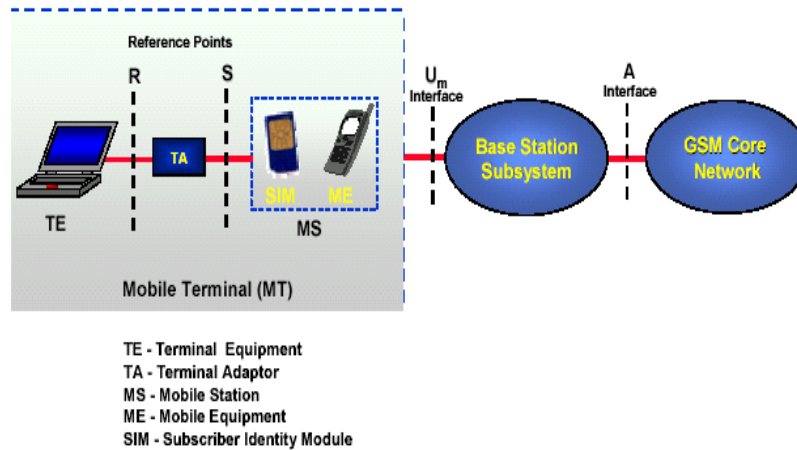 Reference Points
R
S
U_m
Interface
A
Interface
TA
SIM
ME
Base Station
Subsystem
GSM Core
Network
TE
MS
Mobile Terminal (MT)
TE - Terminal Equipment
TA - Terminal Adaptor
MS - Mobile Station
ME - Mobile Equipment
SIM - Subscriber Identity Module